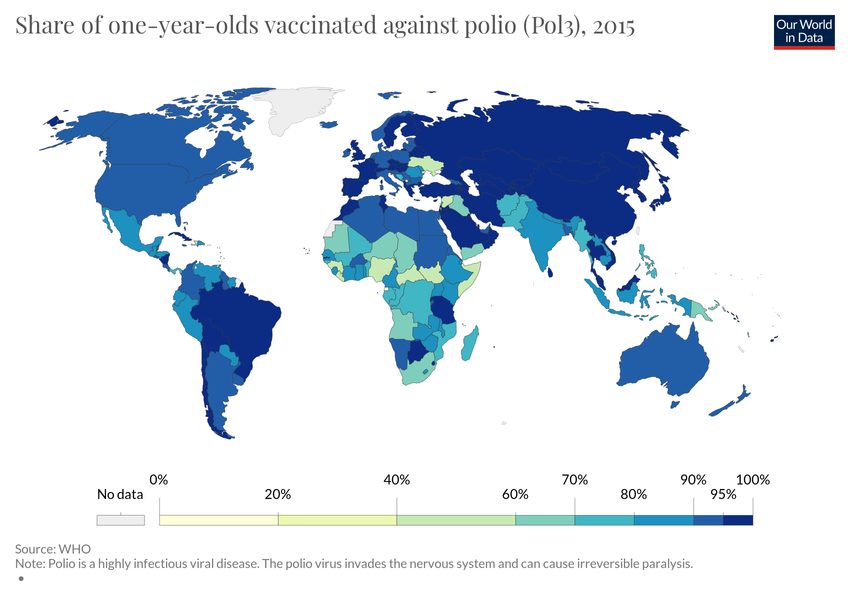 Share of one-year-olds vaccinated against polio (Pol3), 2015
Our World
in Data
0% 40% 70% 90% 100%
No data 20% 60% 80% 95%
Source: WHO
Note: Polio is a highly infectious viral disease. The polio virus invades the nervous system and can cause irreversible paralysis.
•